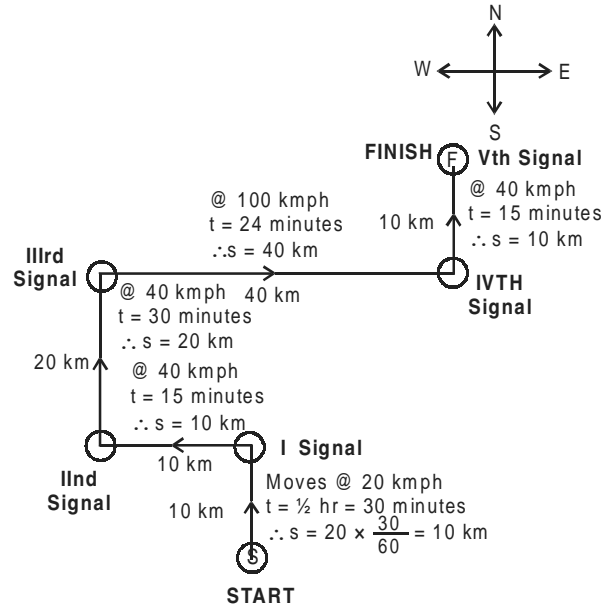 N
W
E
S
FINISH
F
Vth Signal
@ 40 kmph
t = 15 minutes
∴ s = 10 km
10 km
@ 100 kmph
t = 24 minutes
∴s = 40 km
IIIrd
Signal
40 km
IVTH
Signal
@ 40 kmph
t = 30 minutes
∴ s = 20 km
20 km
@ 40 kmph
t = 15 minutes
∴ s = 10 km
IInd
Signal
10 km
I Signal
Moves @ 20 kmph
t = ½ hr = 30 minutes
∴ s = 20 × 30/60 = 10 km
10 km
S
START